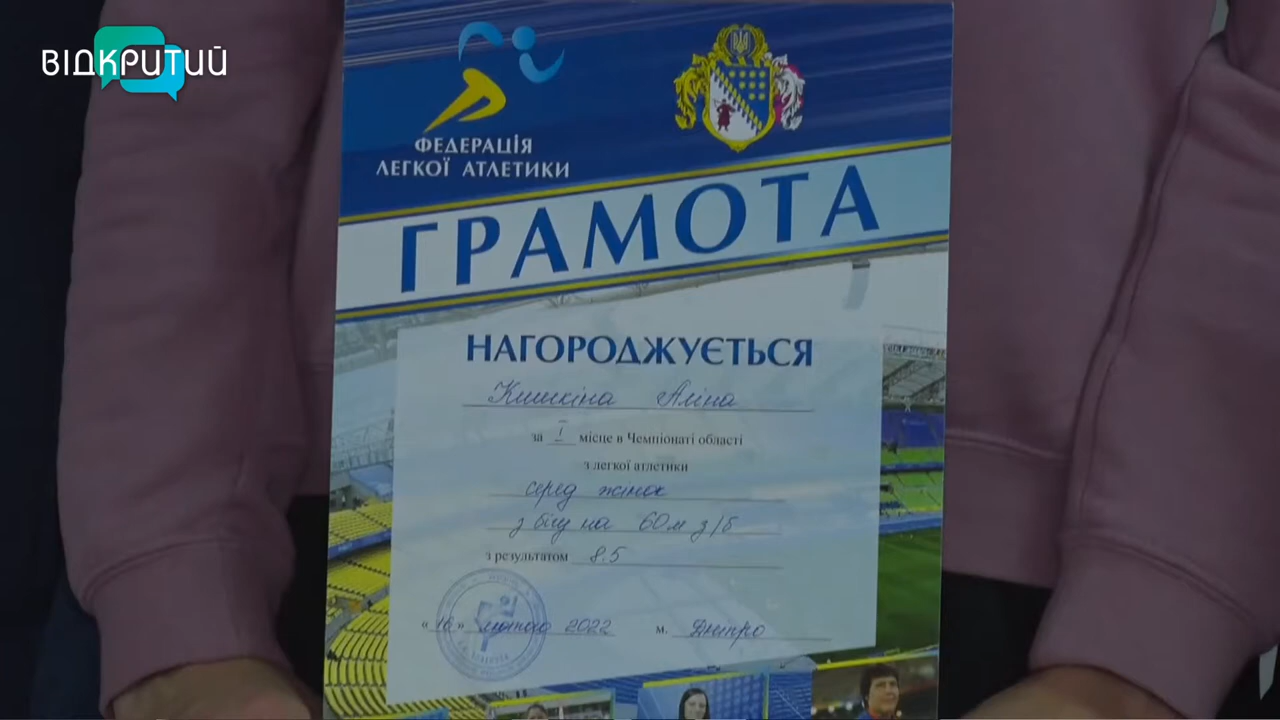 ВІДКРИТИЙ
ФЕДЕРАЦІЯ
ЛЕГКОЇ АТЛЕТИКИ
ГРАМОТА
НАГОРОДЖУЄТЬСЯ
Кишкіна Аліна
за I місце в Чемпіонаті області
з легкої атлетики
серед жінок
з бігу на 60м з/б
з результатом 8.5
«16» лютого 2022 м. Дніпро